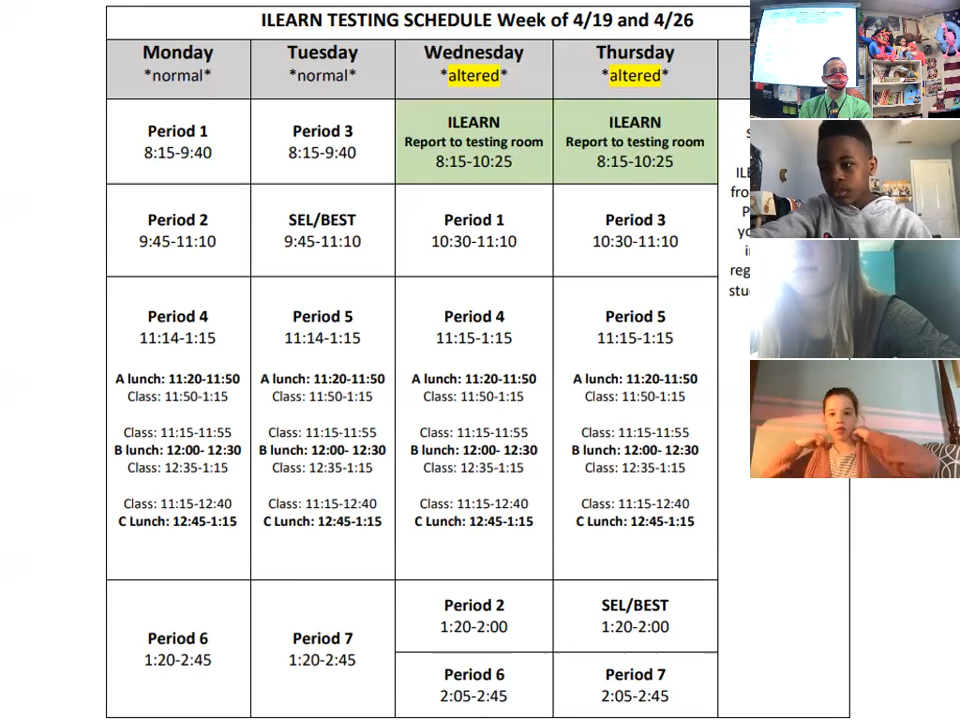 ILEARN TESTING SCHEDULE Week of 4/19 and 4/26
Monday
*normal*
Tuesday
*normal*
Wednesday
*altered*
Thursday
*altered*
Period 1
8:15-9:40
Period 3
8:15-9:40
ILEARN
Report to testing room
8:15-10:25
ILEARN
Report to testing room
8:15-10:25
Period 2
9:45-11:10
SEL/BEST
9:45-11:10
Period 1
10:30-11:10
Period 3
10:30-11:10
Period 4
11:14-1:15
A lunch: 11:20-11:50
Class: 11:50-1:15
Class: 11:15-11:55
B lunch: 12:00- 12:30
Class: 12:35-1:15
Class: 11:15-12:40
C Lunch: 12:45-1:15
Period 5
11:14-1:15
A lunch: 11:20-11:50
Class: 11:50-1:15
Class: 11:15-11:55
B lunch: 12:00- 12:30
Class: 12:35-1:15
Class: 11:15-12:40
C Lunch: 12:45-1:15
Period 4
11:15-1:15
A lunch: 11:20-11:50
Class: 11:50-1:15
Class: 11:15-11:55
B lunch: 12:00- 12:30
Class: 12:35-1:15
Class: 11:15-12:40
C Lunch: 12:45-1:15
Period 5
11:15-1:15
A lunch: 11:20-11:50
Class: 11:50-1:15
Class: 11:15-11:55
B lunch: 12:00- 12:30
Class: 12:35-1:15
Class: 11:15-12:40
C Lunch: 12:45-1:15
Period 6
1:20-2:45
Period 7
1:20-2:45
Period 2
1:20-2:00
SEL/BEST
1:20-2:00
Period 6
2:05-2:45
Period 7
2:05-2:45